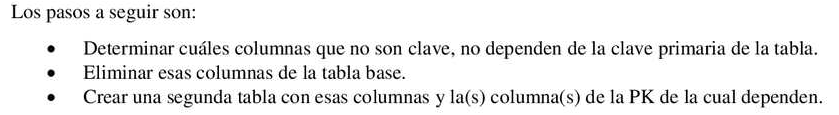 Los pasos a seguir son:
• Determinar cuáles columnas que no son clave, no dependen de la clave primaria de la tabla.
• Eliminar esas columnas de la tabla base.
• Crear una segunda tabla con esas columnas y la(s) columna(s) de la PK de la cual dependen.